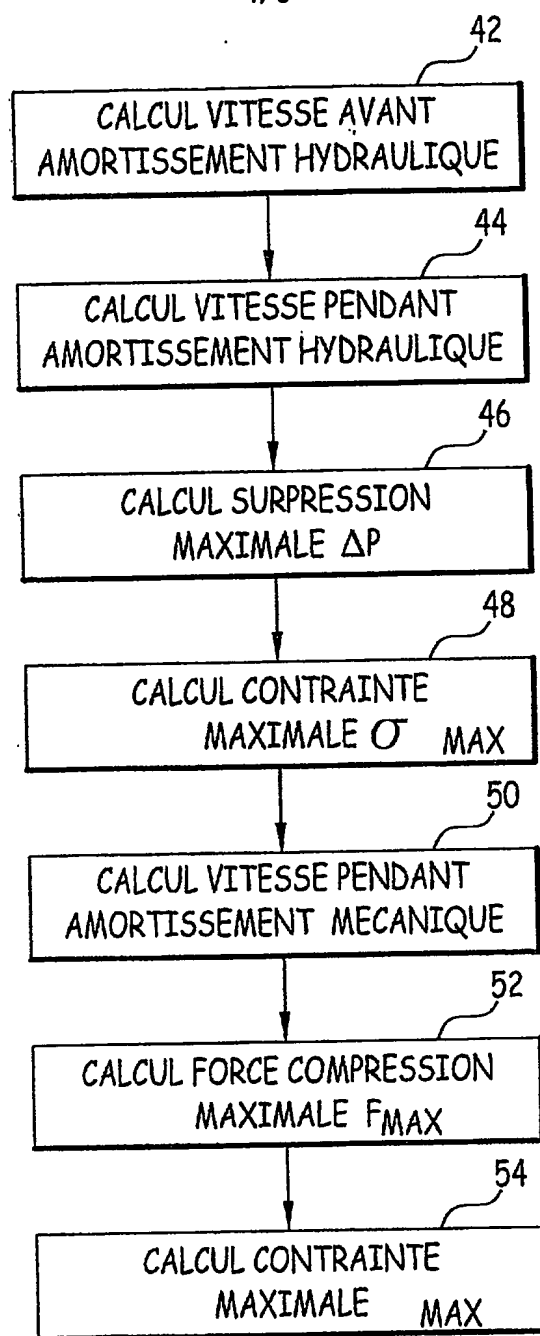 42
CALCUL VITESSE AVANT
AMORTISSEMENT HYDRAULIQUE
44
CALCUL VITESSE PENDANT
AMORTISSEMENT HYDRAULIQUE
46
CALCUL SURPRESSION
MAXIMALE ΔP
48
CALCUL CONTRAINTE
MAXIMALE σ MAX
50
CALCUL VITESSE PENDANT
AMORTISSEMENT MECANIQUE
52
CALCUL FORCE COMPRESSION
MAXIMALE FMAX
54
CALCUL CONTRAINTE
MAXIMALE MAX